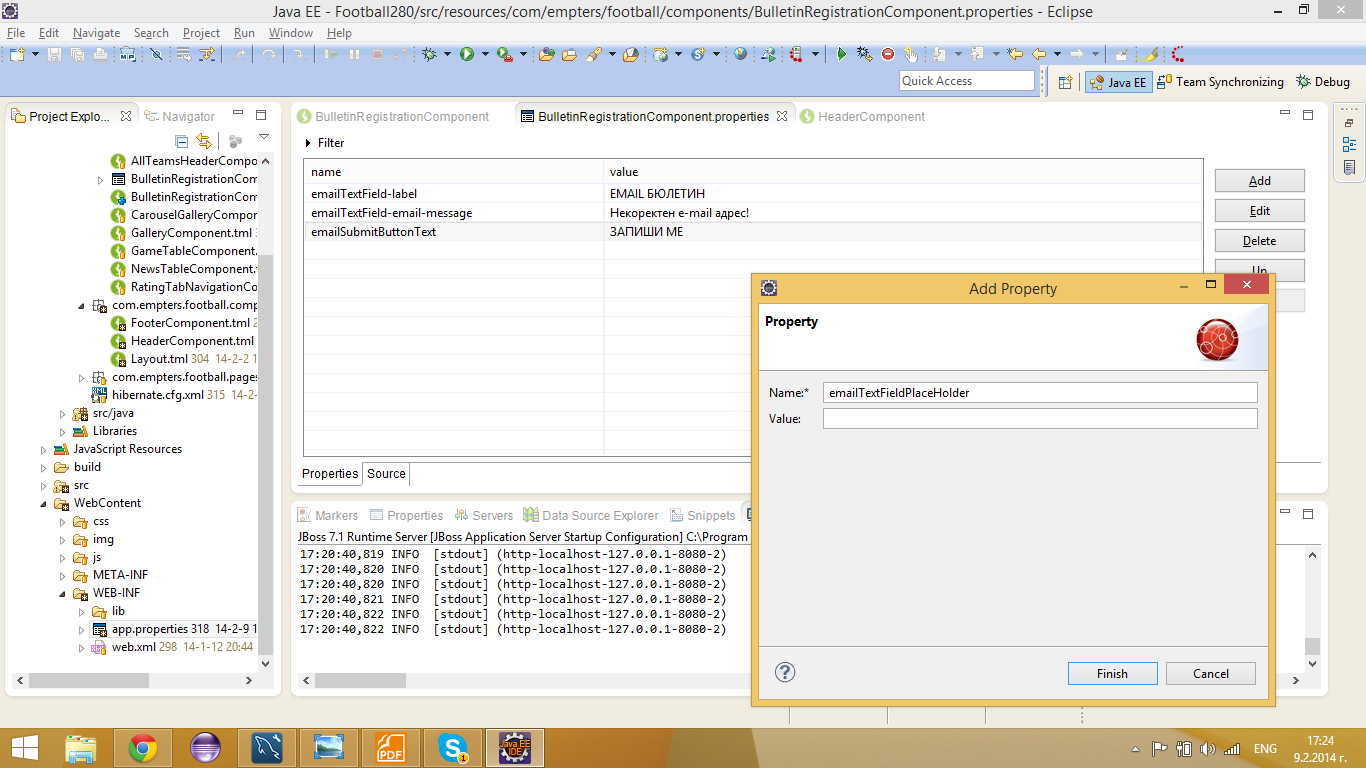 Java EE - Football280/src/resources/com/empters/football/components/BulletinRegistrationComponent.properties - Eclipse
File Edit Navigate Search Project Run Window Help
Quick Access
Java EE
Team Synchronizing
Debug
Project Explo...
Navigator
AllTeamsHeaderCompo
BulletinRegistrationCom
BulletinRegistrationCom
CarouselGalleryCompor
GalleryComponent.tml
GameTableComponent.
NewsTableComponent.
RatingTabNavigationCo
com.empters.football.comp
FooterComponent.tml 2
HeaderComponent.tml
Layout.tml 304 14-2-2 1
com.empters.football.pages
hibernate.cfg.xml 315 14-2-
src/java
Libraries
JavaScript Resources
build
src
WebContent
css
img
js
META-INF
WEB-INF
lib
app.properties 318 14-2-9 1
web.xml 298 14-1-12 20:44
BulletinRegistrationComponent
BulletinRegistrationComponent.properties
HeaderComponent
Filter
name value
emailTextField-label EMAIL БЮЛЕТИН
emailTextField-email-message Некоректен e-mail адрес!
emailSubmitButtonText ЗАПИШИ МЕ
Add
Edit
Delete
Up
Properties Source
Add Property
Property
Name:* emailTextFieldPlaceHolder
Value:
Finish Cancel
Markers Properties Servers Data Source Explorer Snippets
JBoss 7.1 Runtime Server [JBoss Application Server Startup Configuration] C:\Program
17:20:40,819 INFO [stdout] (http-localhost-127.0.0.1-8080-2)
17:20:40,820 INFO [stdout] (http-localhost-127.0.0.1-8080-2)
17:20:40,820 INFO [stdout] (http-localhost-127.0.0.1-8080-2)
17:20:40,821 INFO [stdout] (http-localhost-127.0.0.1-8080-2)
17:20:40,822 INFO [stdout] (http-localhost-127.0.0.1-8080-2)
17:20:40,822 INFO [stdout] (http-localhost-127.0.0.1-8080-2)
PDF
1
Java EE
IDE
ENG
17:24
9.2.2014 г.